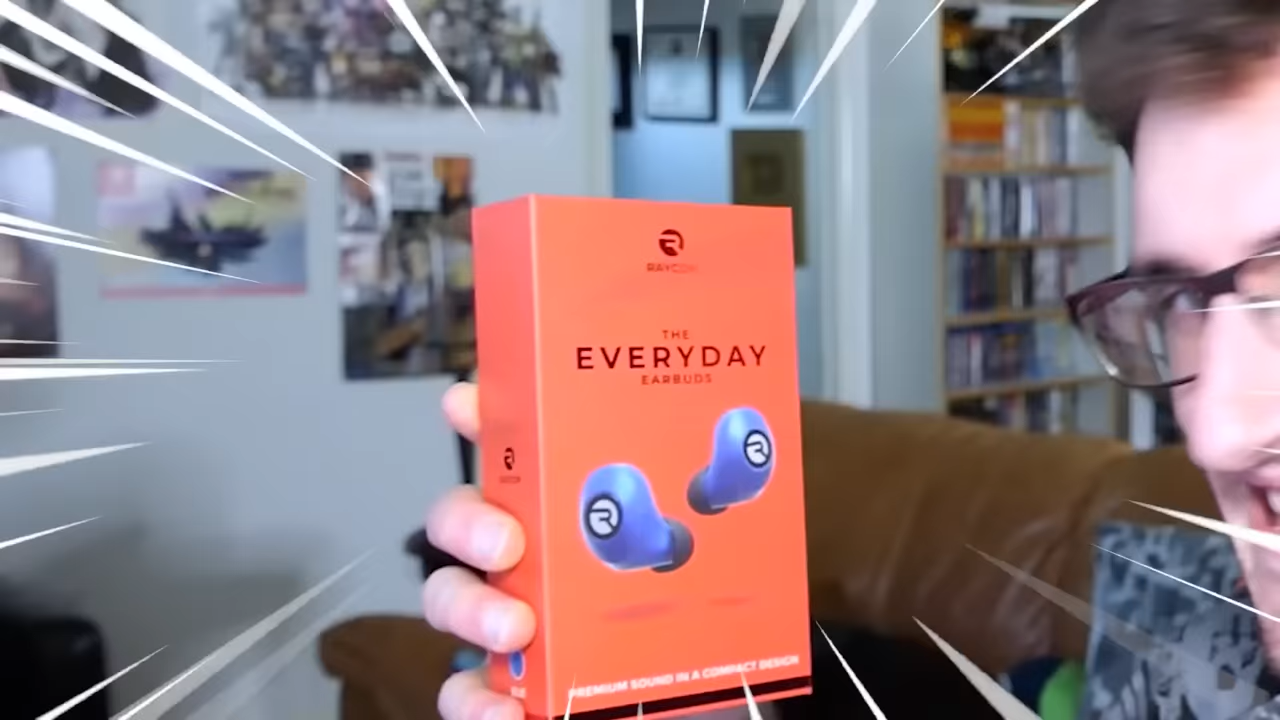 RAYCON
THE
EVERYDAY
EARBUDS
PREMIUM SOUND IN A COMPACT DESIGN